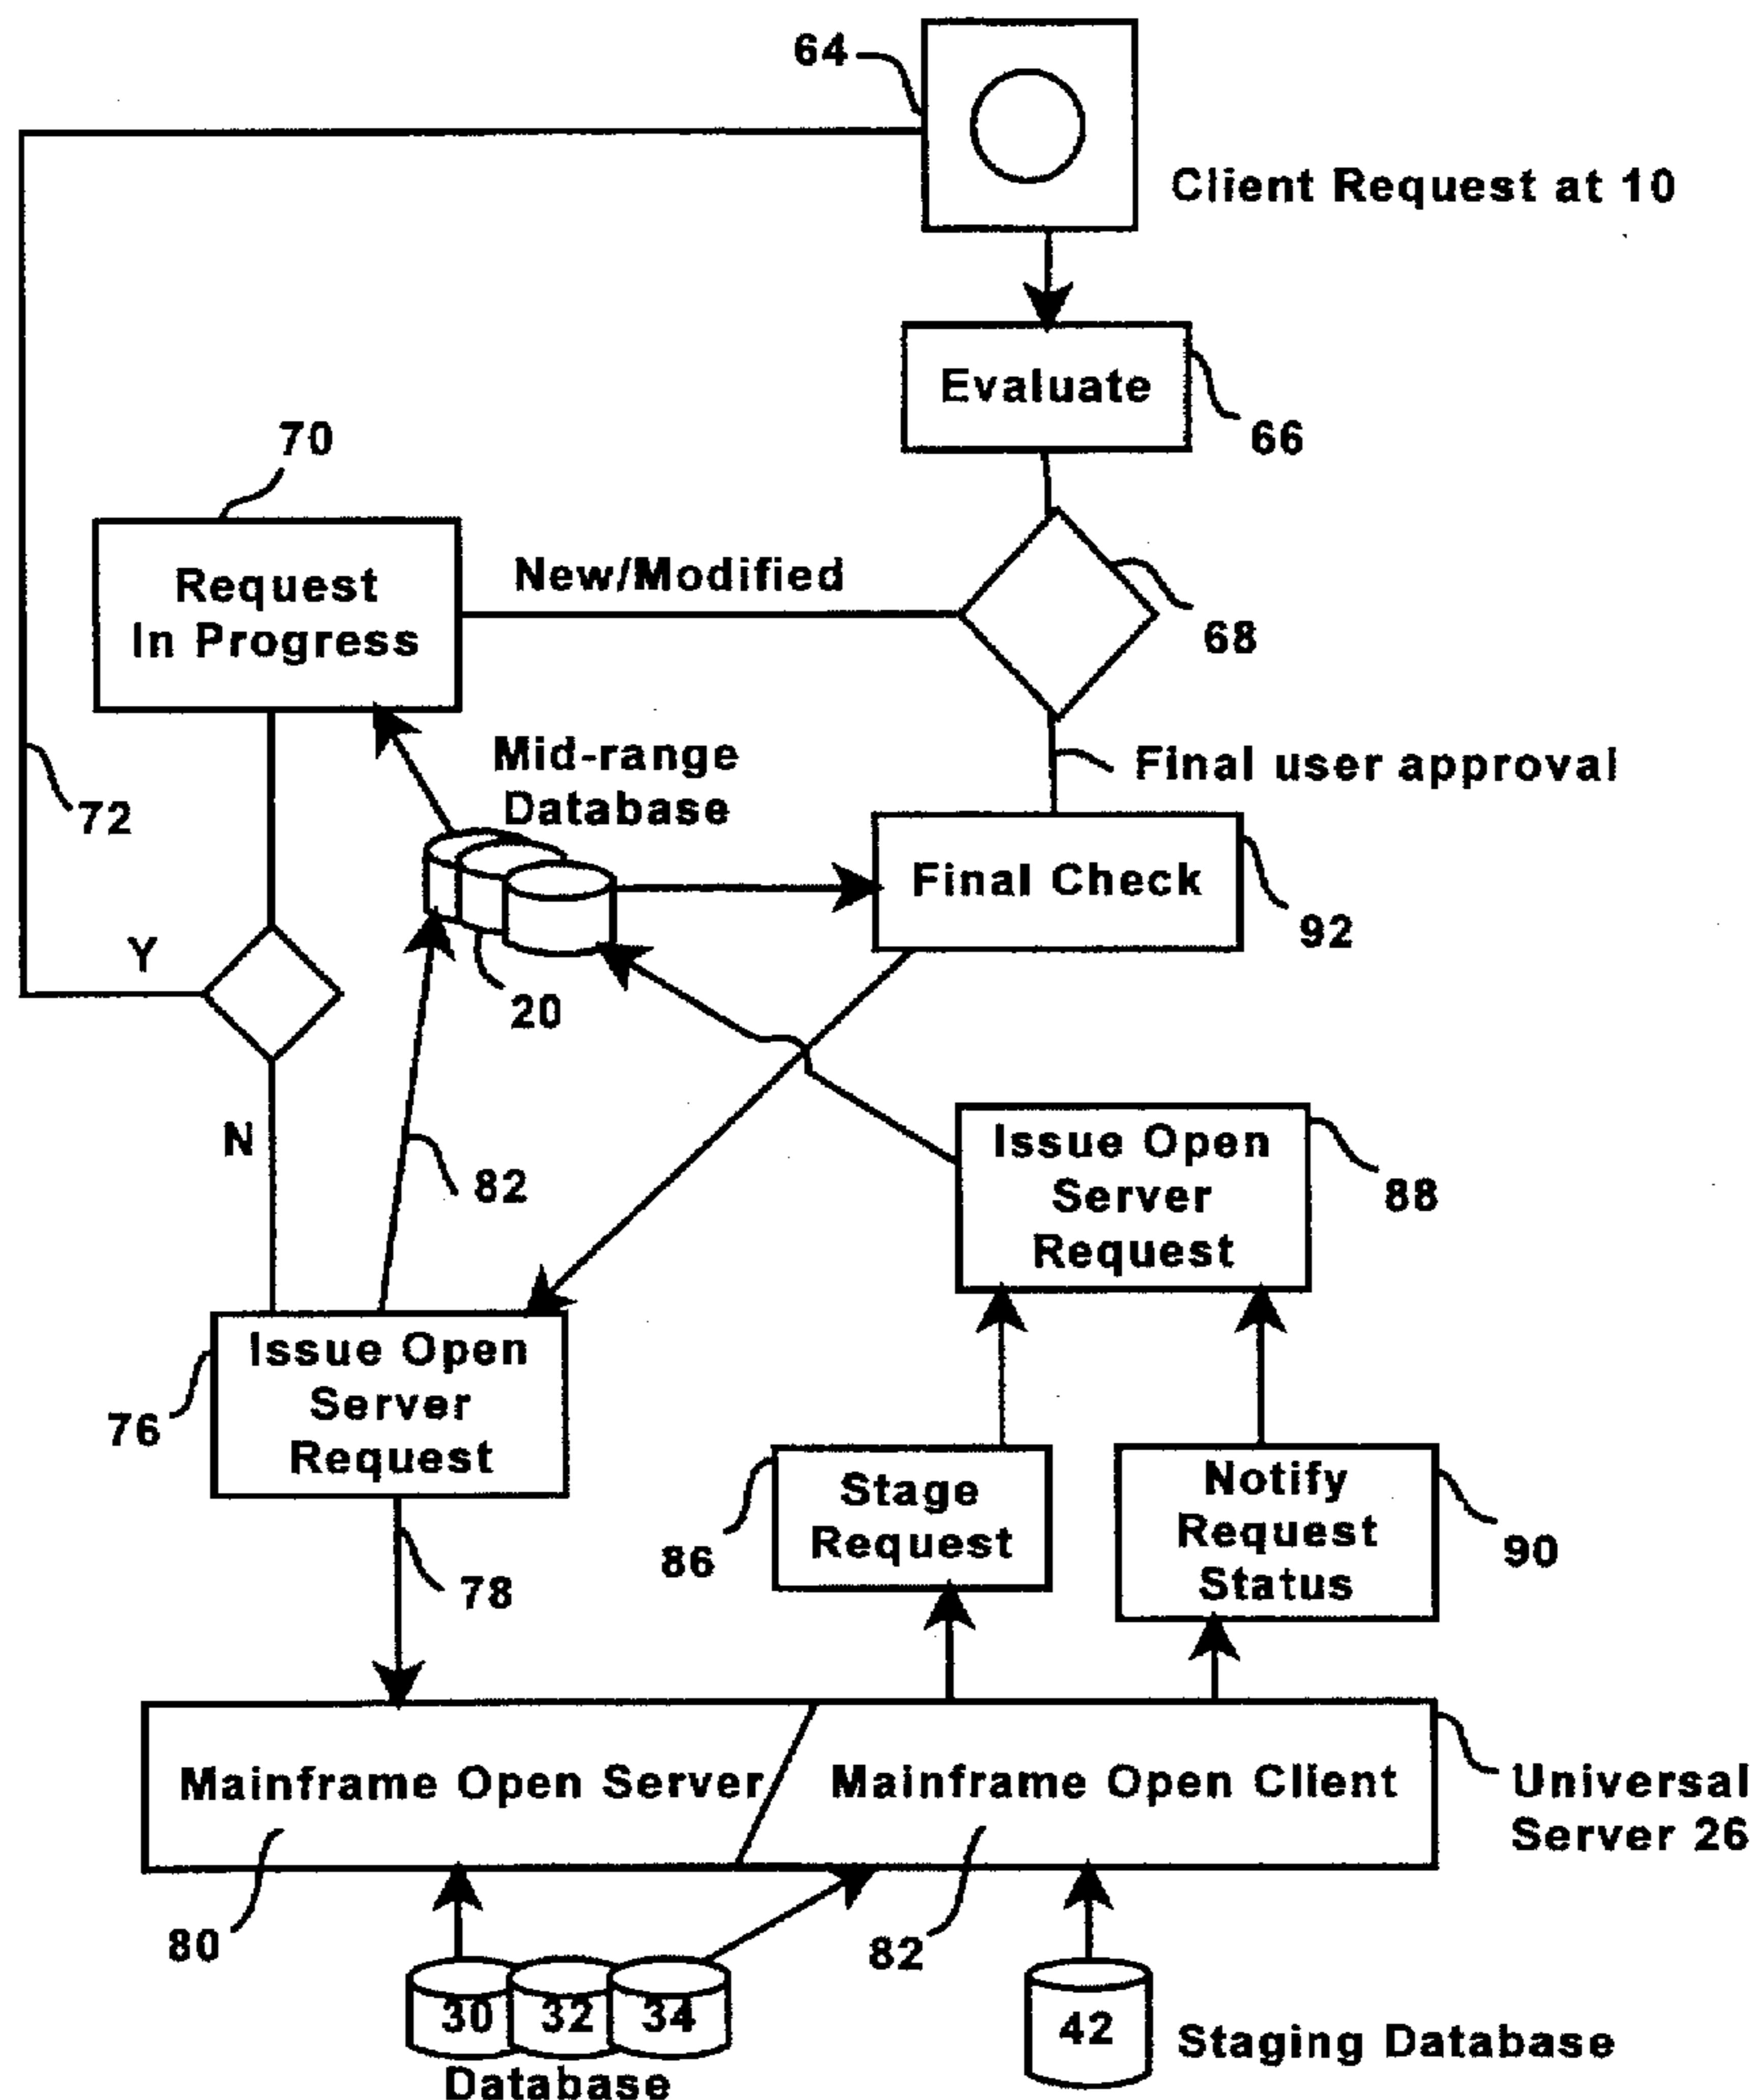 64
Client Request at 10
Evaluate
66
70
Request
In Progress
New/Modified
68
Mid-range
Database
Final user approval
72
Final Check
92
Y
20
N
82
Issue Open
Server
Request
88
Issue Open
Server
Request
76
Stage
Request
86
Notify
Request
Status
90
78
Mainframe Open Server
Mainframe Open Client
Universal
Server 26
80
82
30
32
34
Database
42
Staging Database